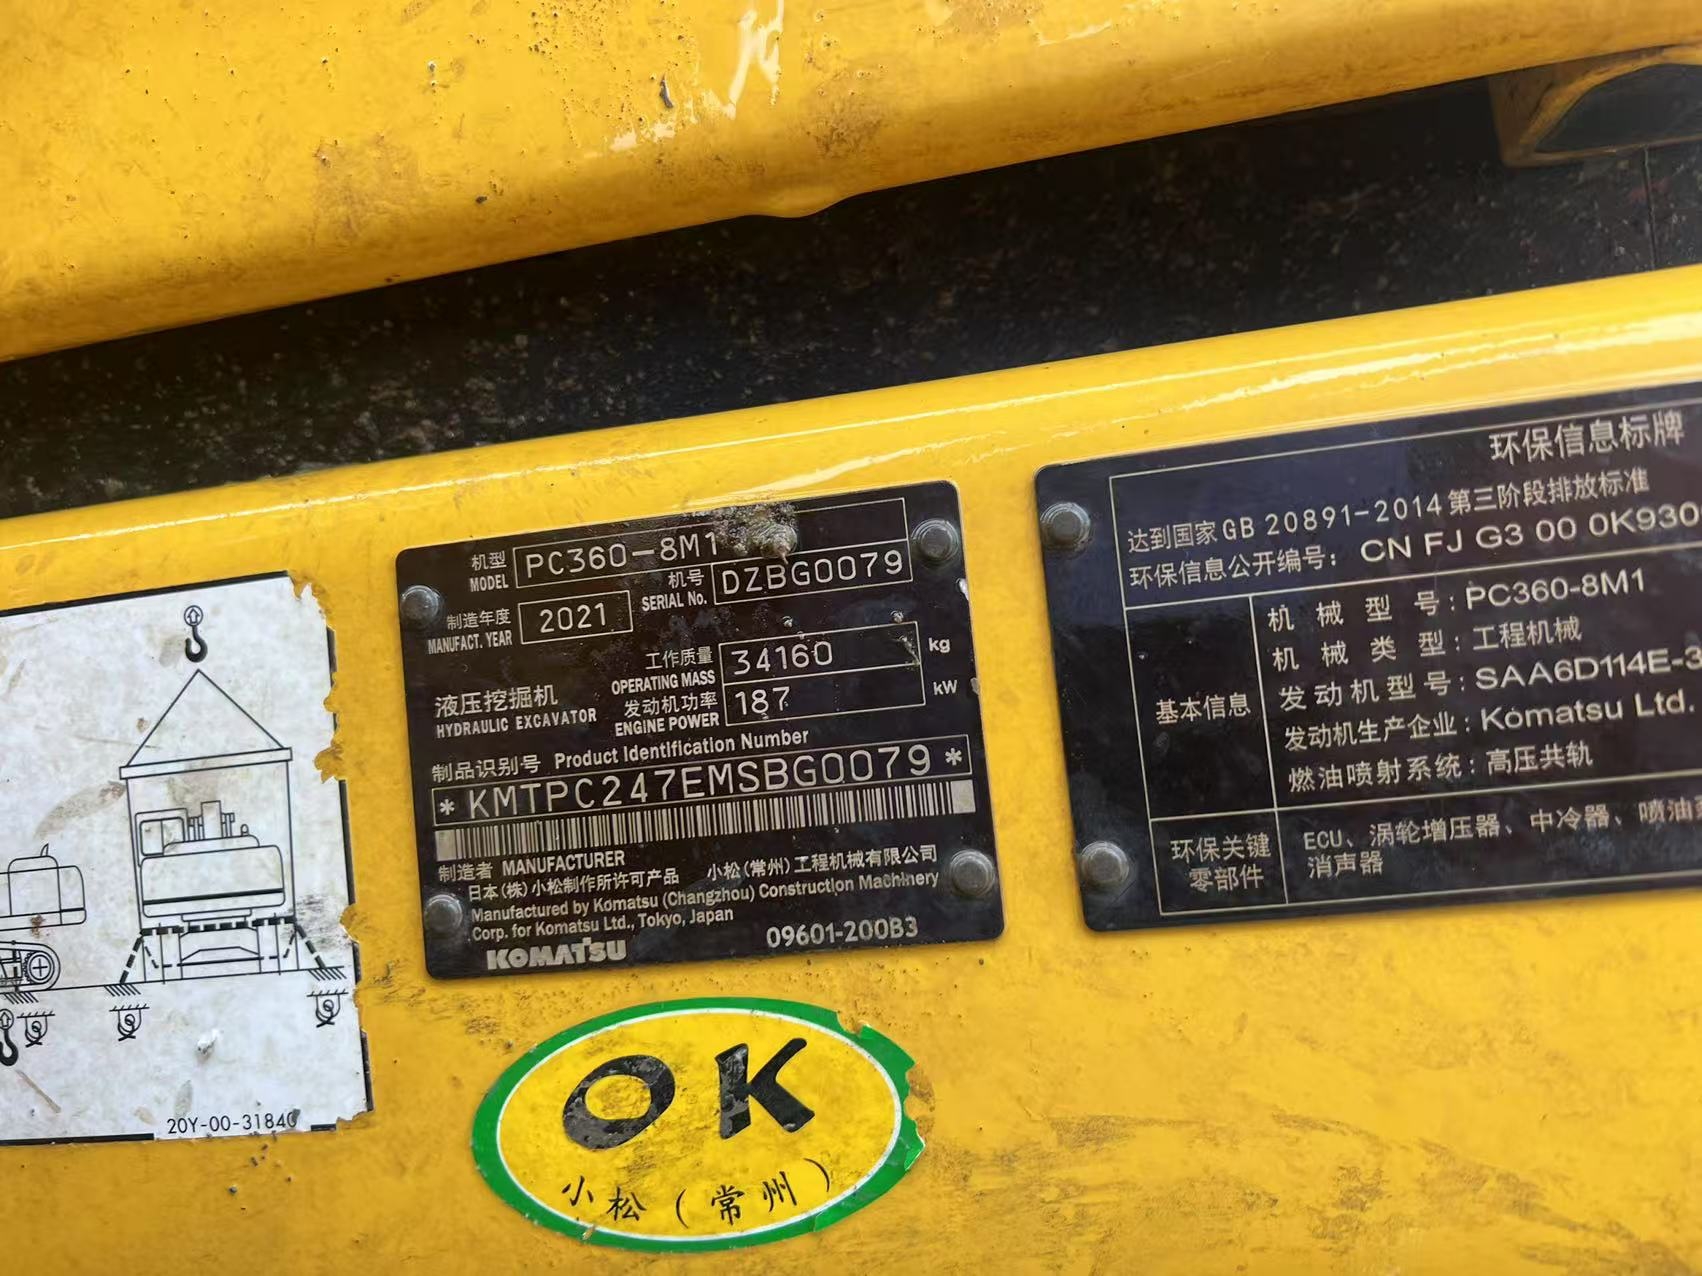 20Y-00-31840
机型 MODEL PC360-8M1
机号 SERIAL No. DZBG0079
制造年度 MANUFACT. YEAR 2021
工作质量 OPERATING MASS 34160 kg
液压挖掘机 HYDRAULIC EXCAVATOR
发动机功率 ENGINE POWER 187 kW
制品识别号 Product Identification Number
*KMTPC247EMSBG0079*
制造者 MANUFACTURER
日本(株)小松制作所许可产品 小松(常州)工程机械有限公司
Manufactured by Komatsu (Changzhou) Construction Machinery
Corp. for Komatsu Ltd., Tokyo, Japan
KOMATSU 09601-200B3
OK
小松(常州)
环保信息标牌
达到国家GB 20891-2014第三阶段排放标准
环保信息公开编号: CN FJ G3 00 0K930
基本信息
机械型号:PC360-8M1
机械类型:工程机械
发动机型号:SAA6D114E-3
发动机生产企业:Komatsu Ltd.
燃油喷射系统:高压共轨
环保关键
零部件
ECU、涡轮增压器、中冷器、喷油
消声器